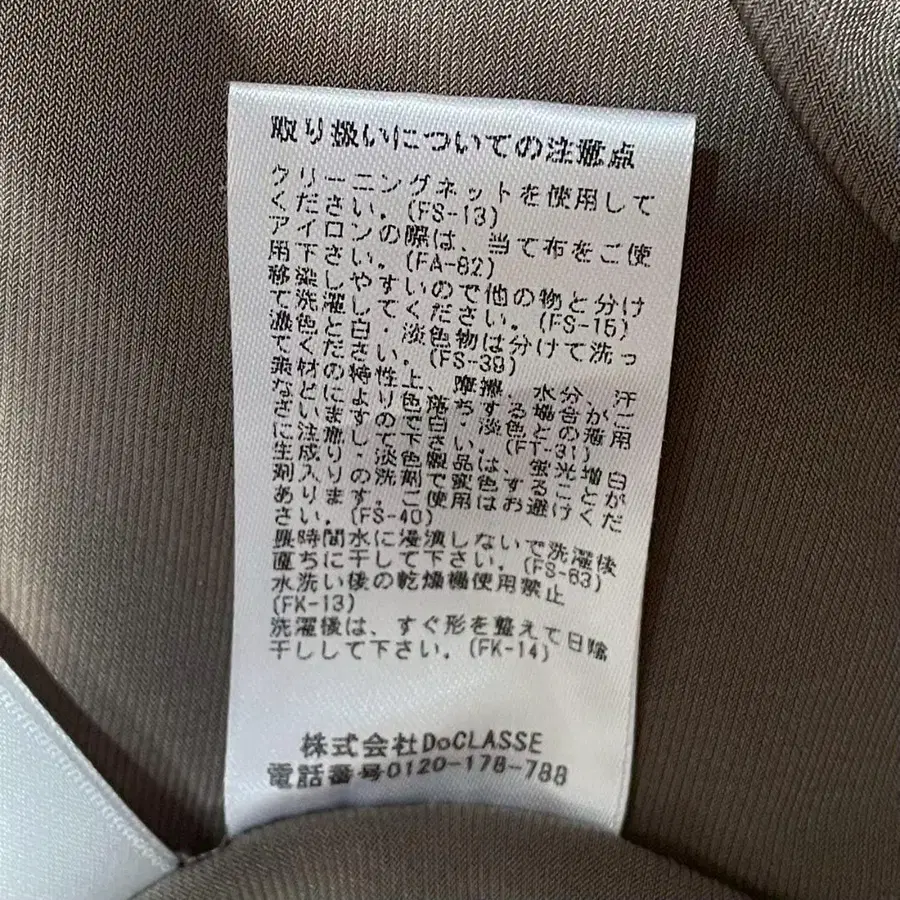 取り扱いについての注意点
クリーニングネットを使用して
ください。(FS-13)
アイロンの際は、当て布をご使
用下さい。(FA-82)
移染しやすいので他の物と分け
て洗濯してください。(FS-15)
濃色と白・淡色物は分けて洗っ
てください。(FS-39)
素材の特性上、摩擦、水分、汗
などにより色落ちする場合がご
ざいますので白・淡色との着用
に注意して下さい。(FT-31)
生成り・淡色製品は、蛍光増白
剤入りの洗剤で変色することが
あります。ご使用はお避けくだ
さい。(FS-40)
長時間水に浸漬しないで洗濯後
直ちに干して下さい。(FS-63)
水洗い後の乾燥機使用禁止
(FK-13)
洗濯後は、すぐ形を整えて日陰
干しして下さい。(FK-14)
株式会社DoCLASSE
電話番号0120-178-788